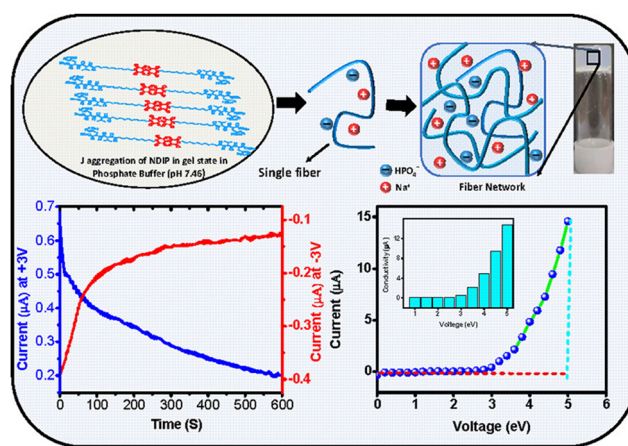 J aggregation of NDIP in gel state in
Phosphate Buffer (pH 7.46)
Single fiber
HPO₄⁻
Na⁺
Fiber Network
0.7
0.6
0.5
0.4
0.3
0.2
Current (μA) at +3V
0 100 200 300 400 500 600
Time (S)
-0.1
-0.2
-0.3
-0.4
Current (μA) at -3V
15
10
5
0
Current (μA)
12
8
4
0
Conductivity (μA)
1 2 3 4 5
Voltege (eV)
0 1 2 3 4 5 6
Voltage (eV)